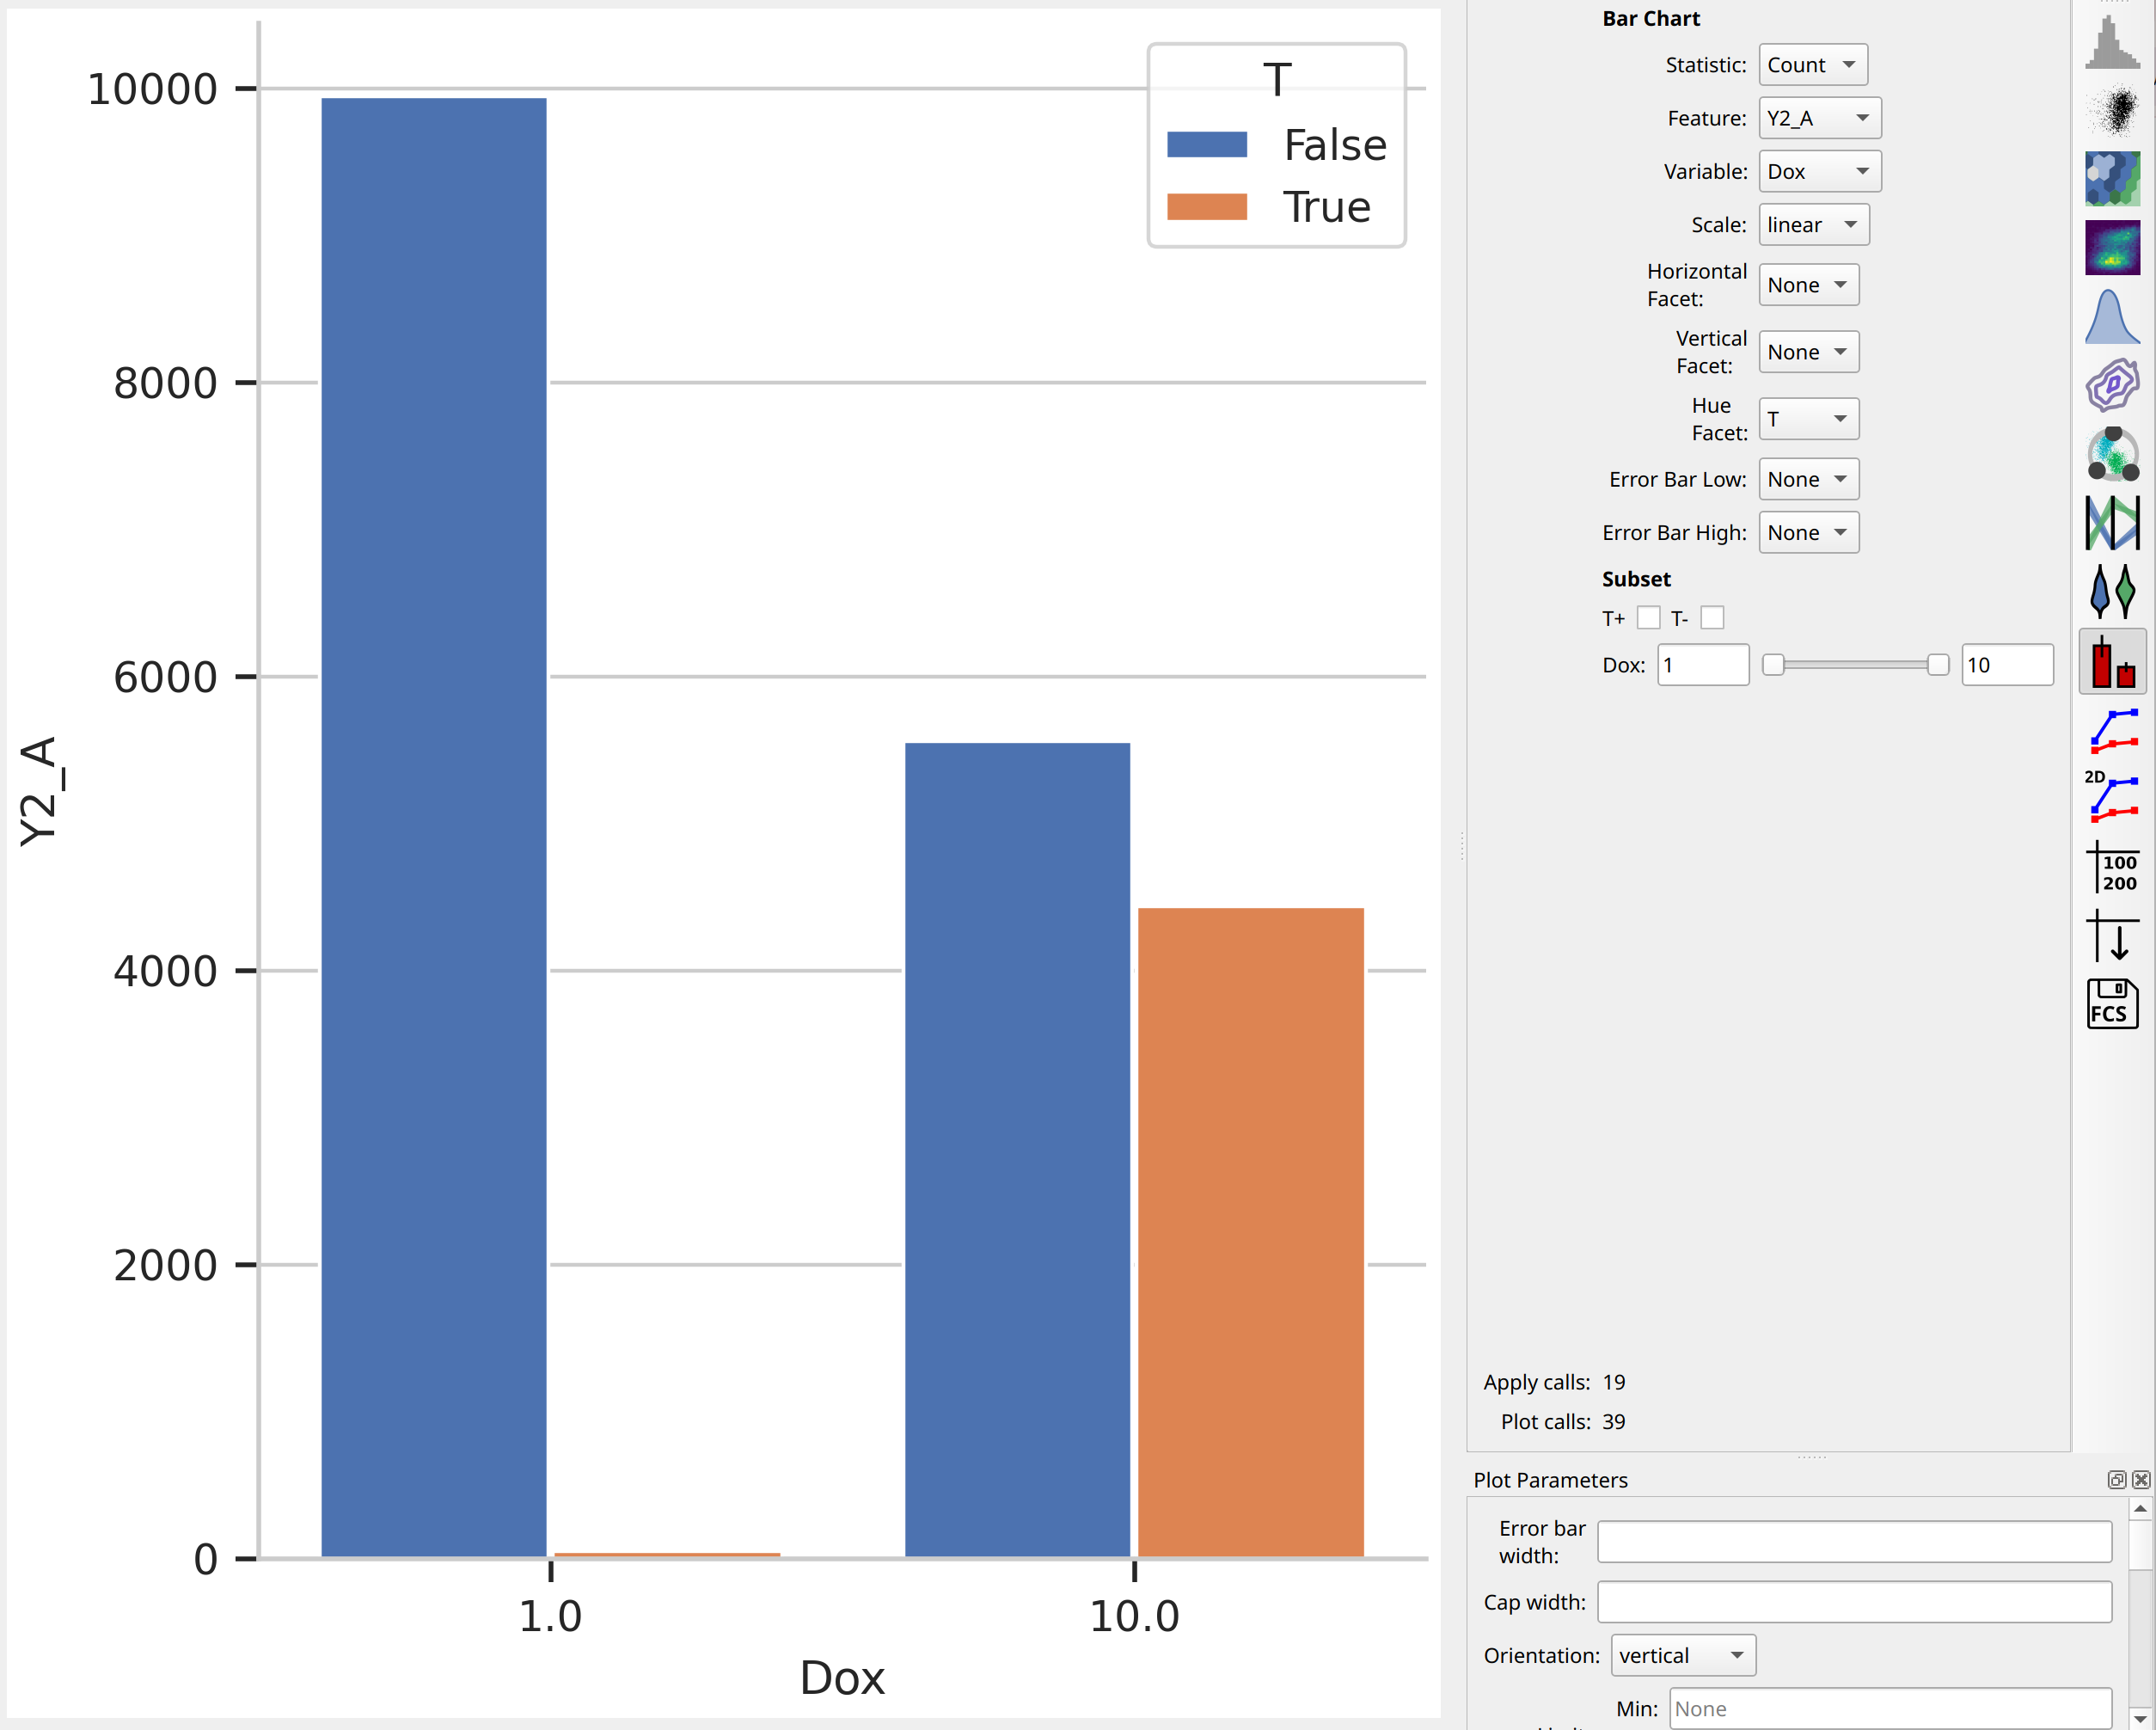 10000
8000
6000
4000
2000
0
Y2_A
1.0
10.0
Dox
T
False
True
Bar Chart
Statistic: Count
Feature: Y2_A
Variable: Dox
Scale: linear
Horizontal
Facet: None
Vertical
Facet: None
Hue
Facet: T
Error Bar Low: None
Error Bar High: None
Subset
T+ T-
Dox: 1 10
Apply calls: 19
Plot calls: 39
Plot Parameters
Error bar
width:
Cap width:
Orientation: vertical
Min: None
2D
100
200
FCS